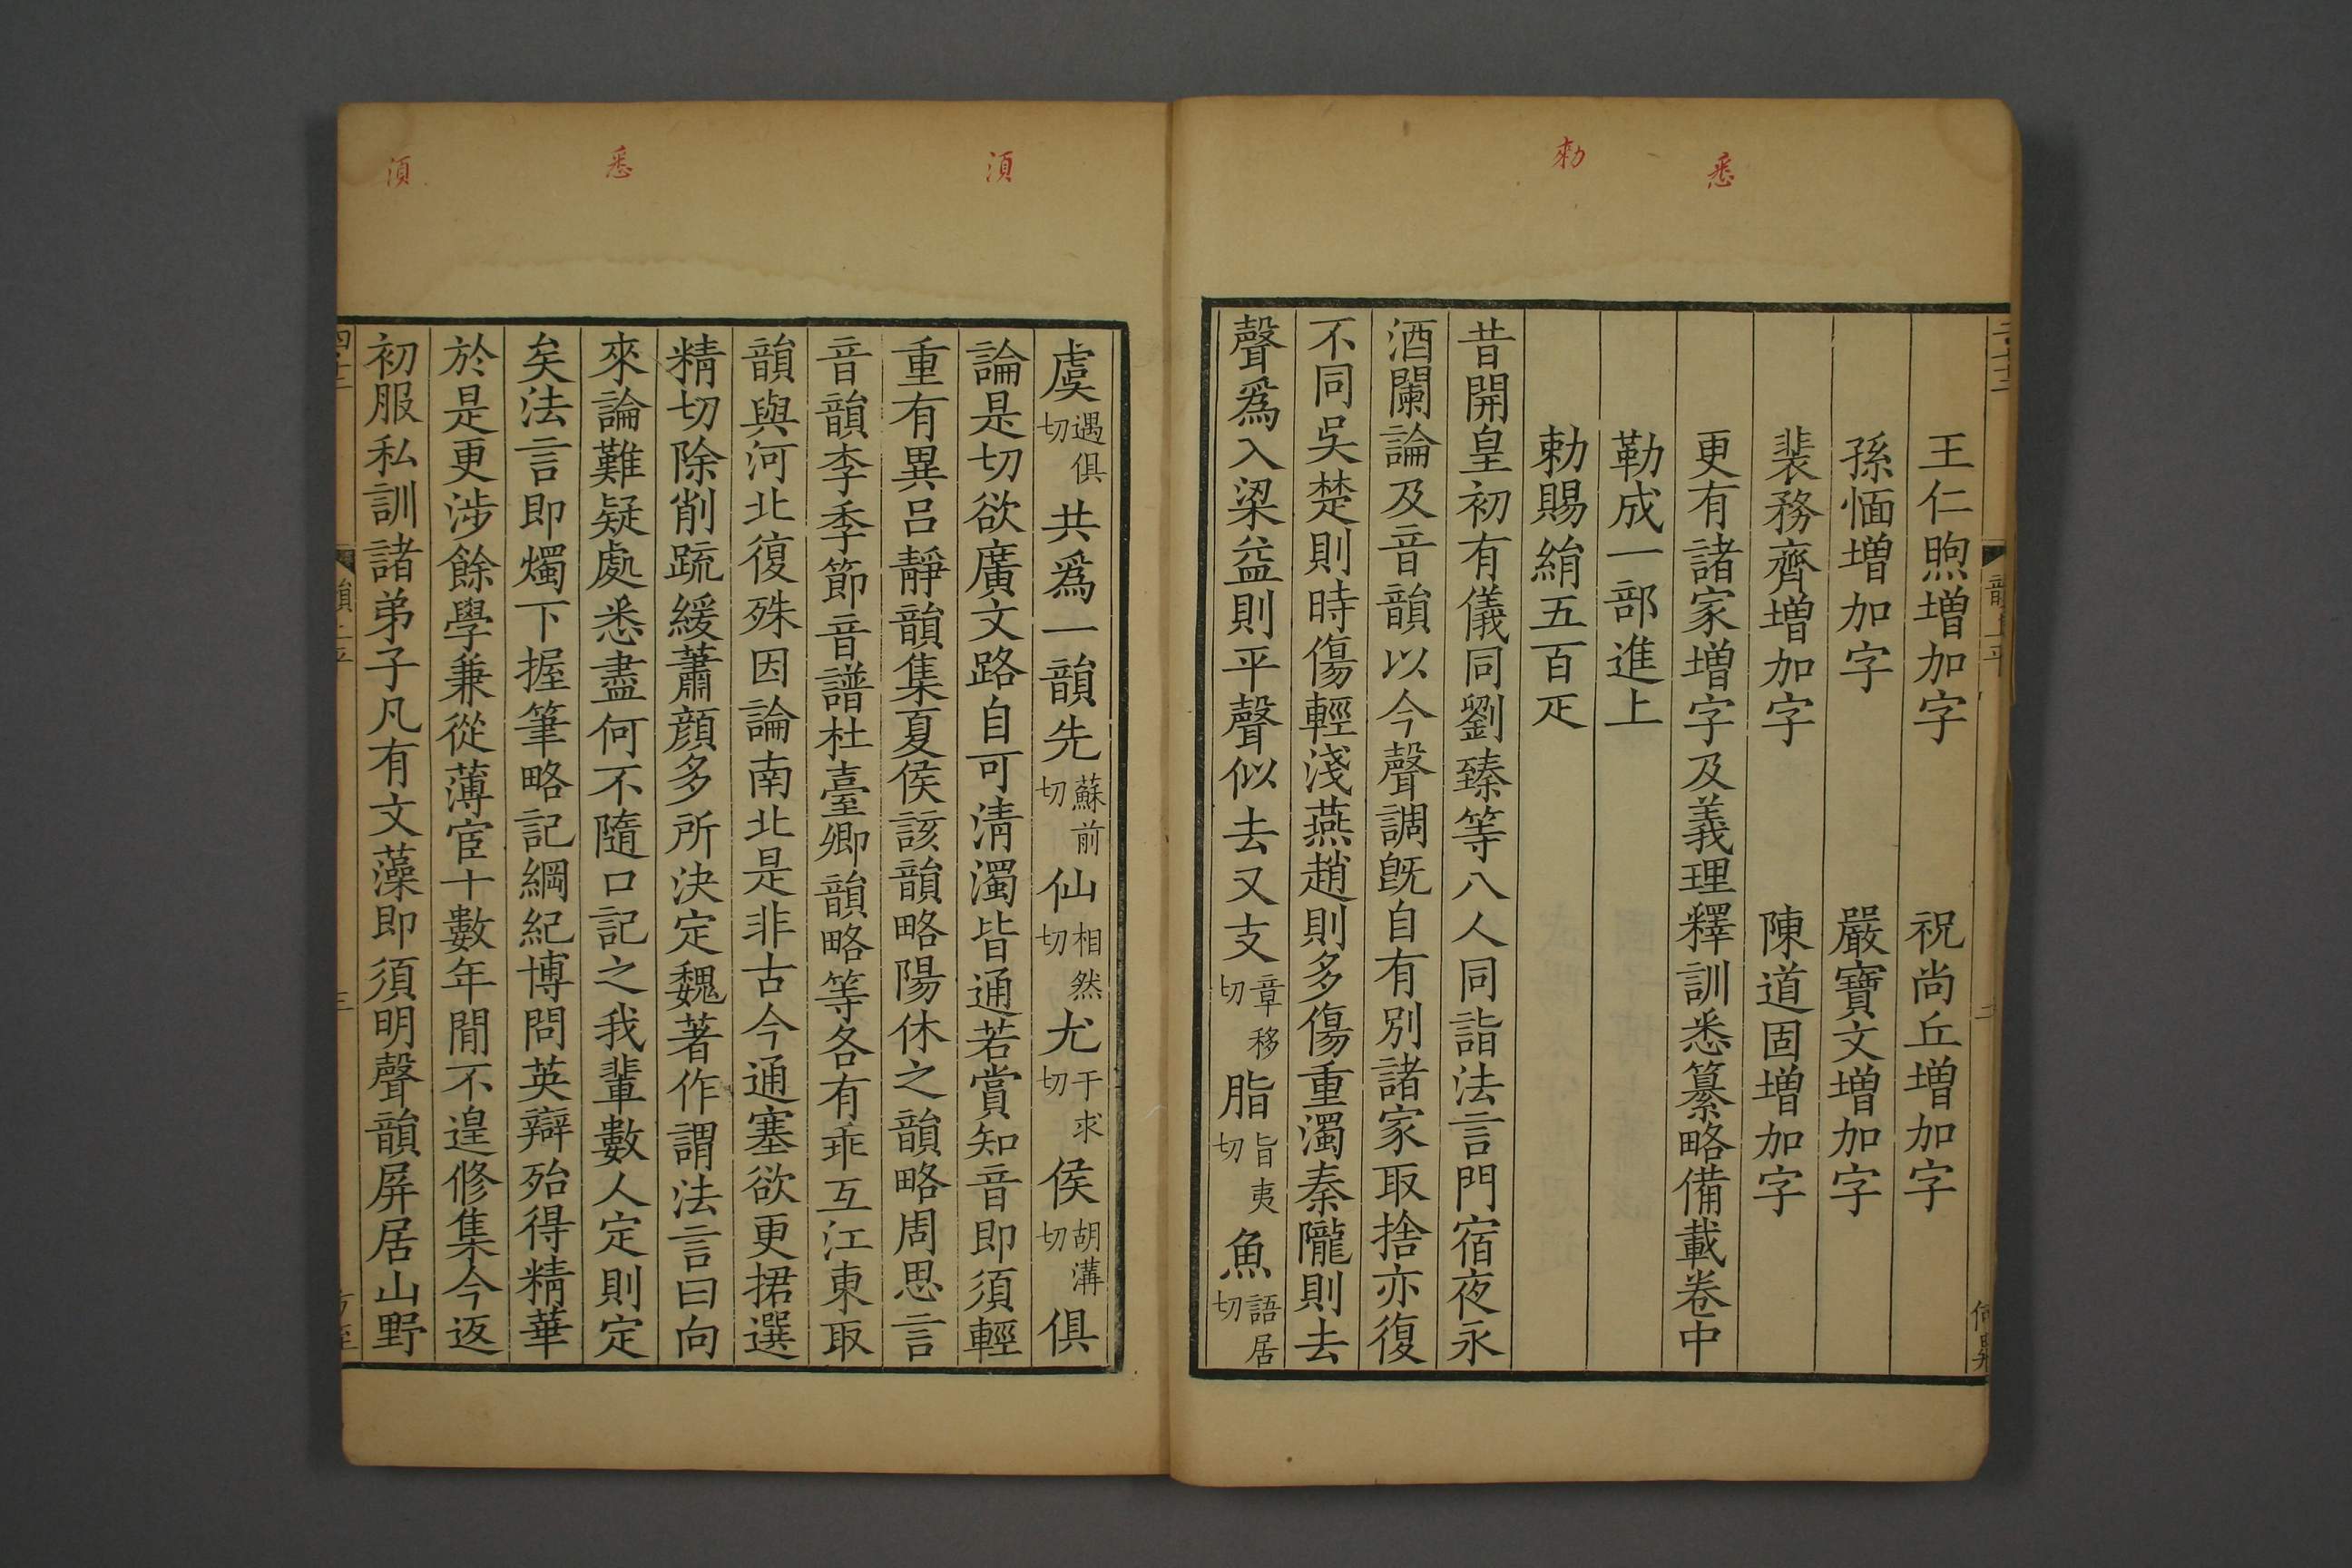 悉
勑
王仁煦增加字 祝尚丘增加字
孫愐增加字 嚴寶文增加字
裴務齊增加字 陳道固增加字
更有諸家增字及義理釋訓悉纂略備載卷中
勒成一部進上
勑賜絹五百疋
昔開皇初有儀同劉臻等八人同詣法言門宿夜永
酒闌論及音韻以今聲調旣自有別諸家取捨亦復
不同吳楚則時傷輕淺燕趙則多傷重濁秦隴則去
聲爲入梁益則平聲似去又支章移切脂旨夷切魚語居切
須
悉
須
虞遇俱切共爲一韻先蘇前切仙相然切尤于求切侯胡溝切俱
論是切欲廣文路自可清濁皆通若賞知音即須輕
重有異呂靜韻集夏侯該韻略陽休之韻略周思言
音韻李季節音譜杜臺卿韻略等各有乖互江東取
韻與河北復殊因論南北是非古今通塞欲更捃選
精切除削疏緩蕭顏多所決定魏著作謂法言曰向
來論難疑處悉盡何不隨口記之我輩數人定則定
矣法言即燭下握筆略記綱紀博問英辯殆得精華
於是更涉餘學兼從薄宦十數年間不遑修集今返
初服私訓諸弟子凡有文藻即須明聲韻屏居山野
三